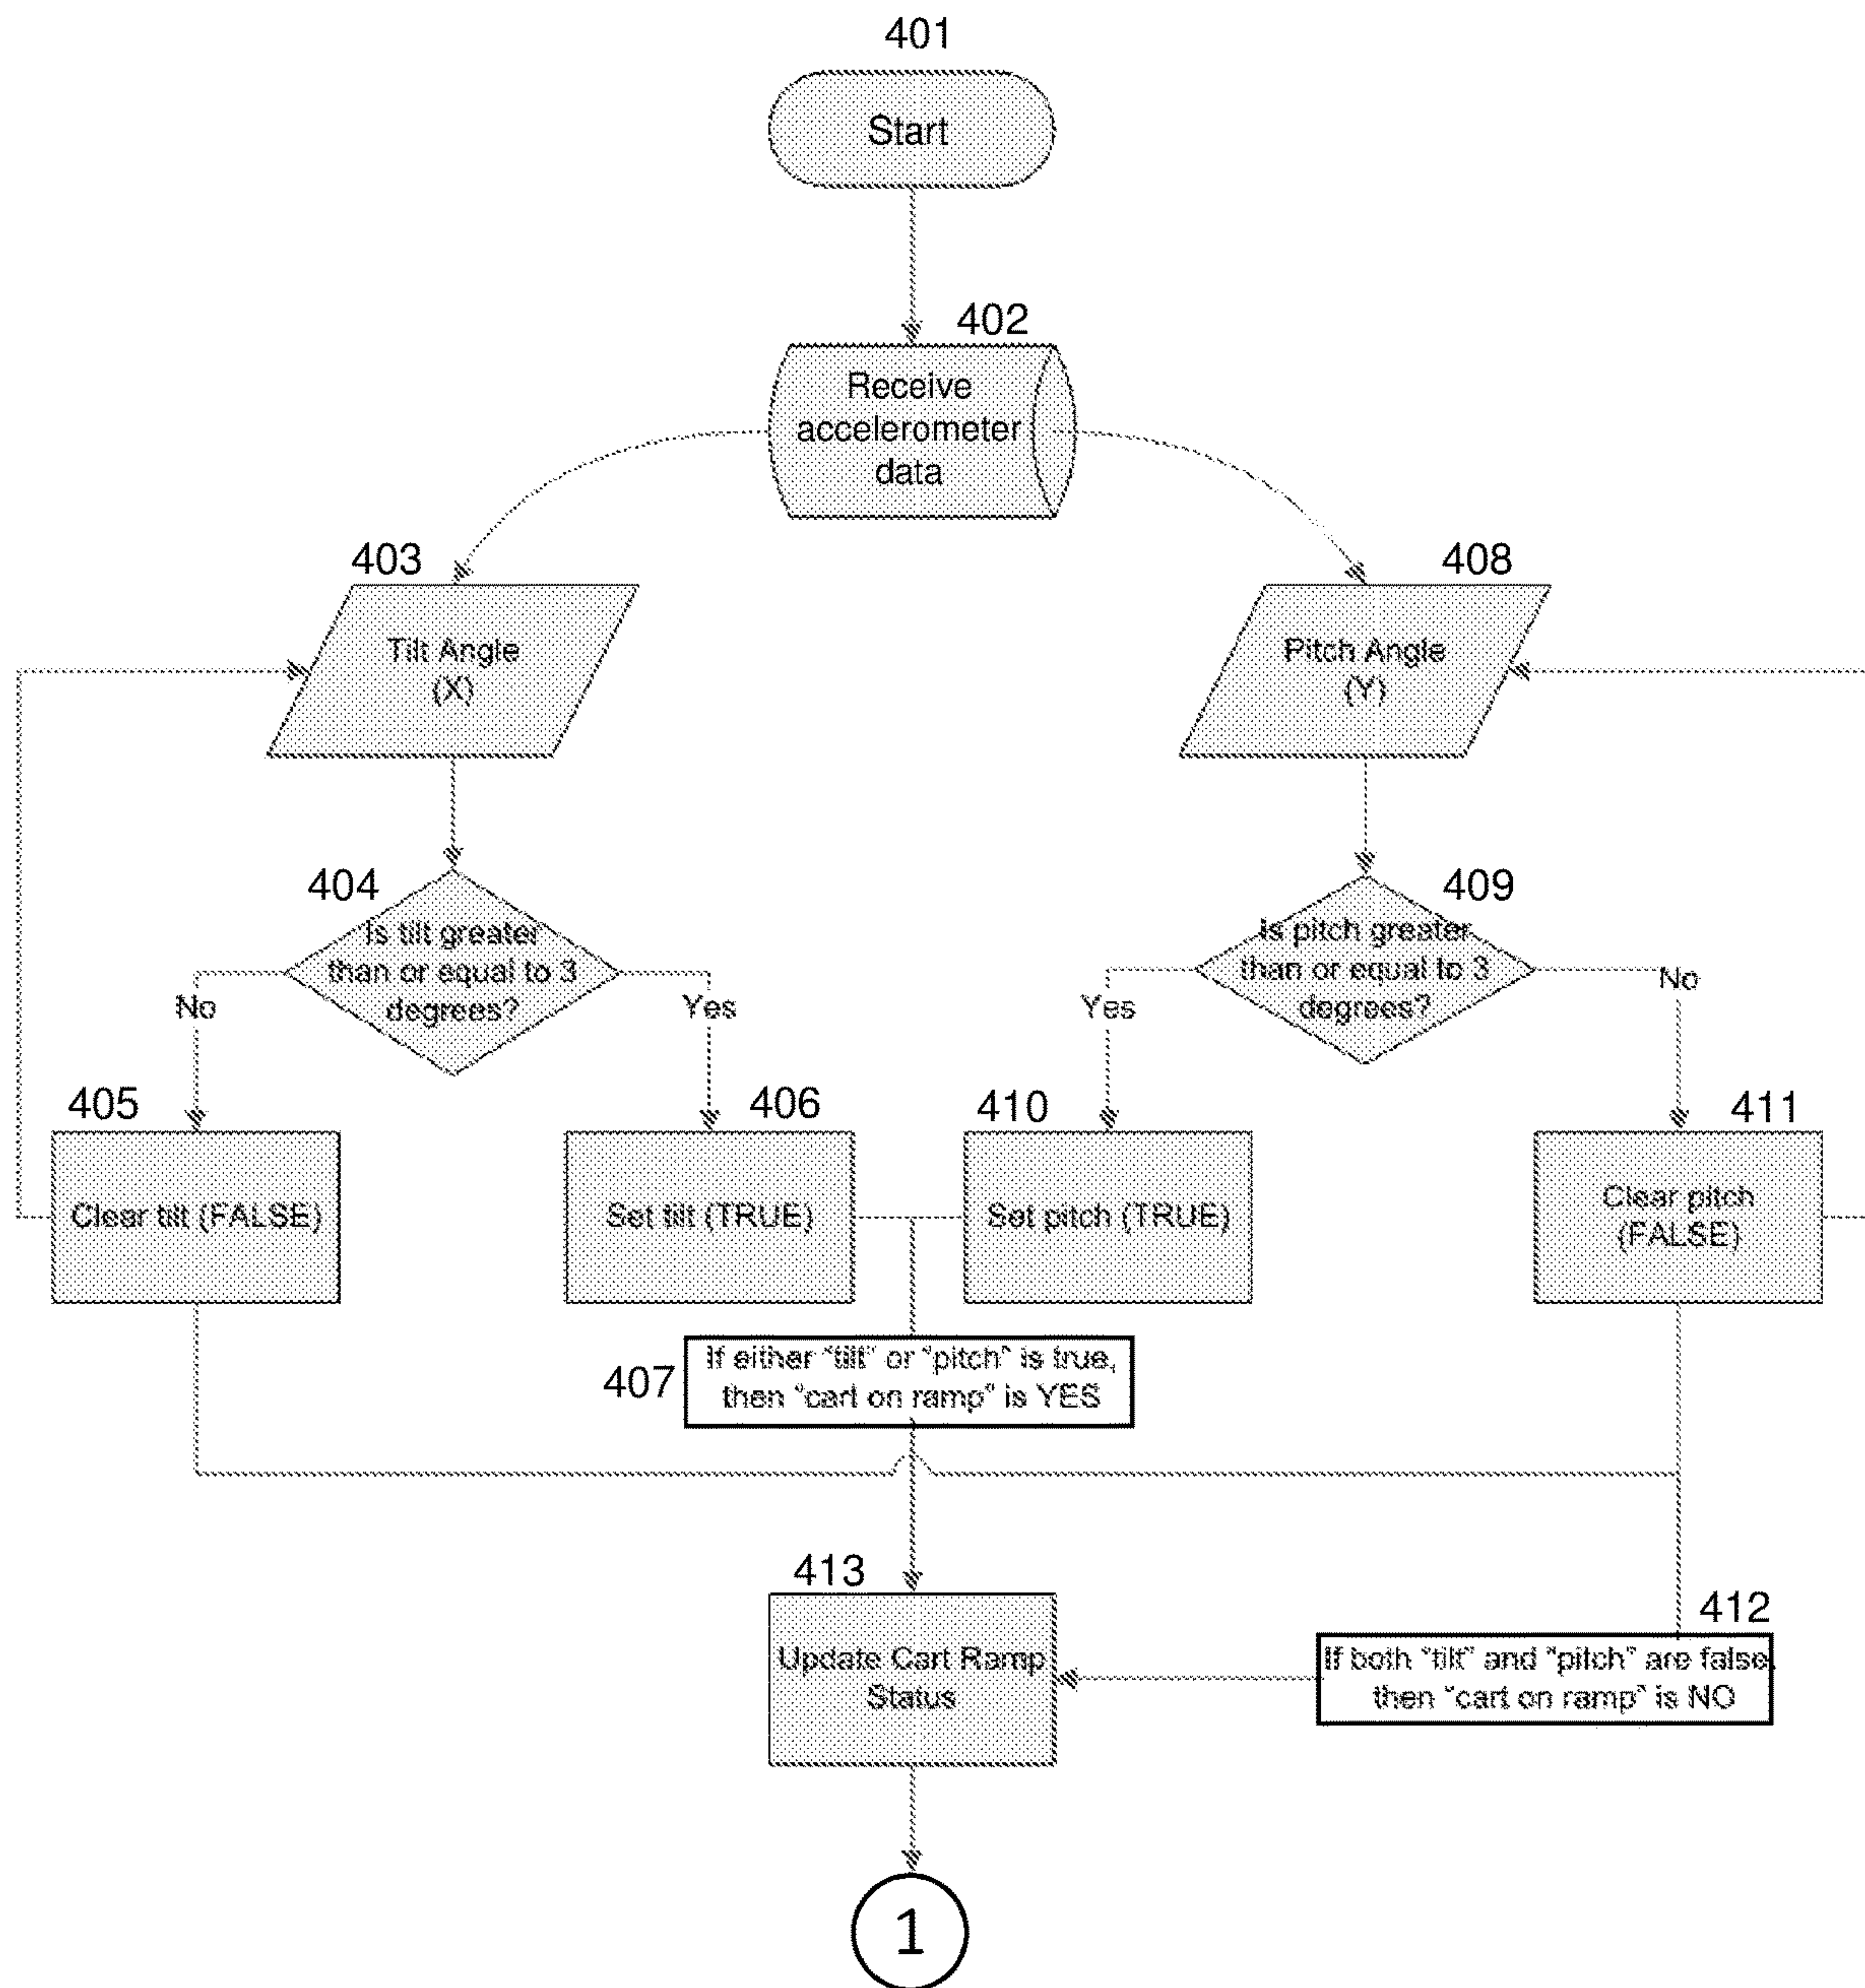 401
Start
402
Receive
accelerometer
data
403
Tilt Angle
(X)
408
Pitch Angle
(Y)
404
Is tilt greater
than or equal to 3
degrees?
No
Yes
409
Is pitch greater
than or equal to 3
degrees?
Yes
No
405
Clear tilt (FALSE)
406
Set tilt (TRUE)
410
Set pitch (TRUE)
411
Clear pitch
(FALSE)
407
If either "tilt" or "pitch" is true,
then "cart on ramp" is YES
413
Update Cart Ramp
Status
412
If both "tilt" and "pitch" are false,
then "cart on ramp" is NO
1